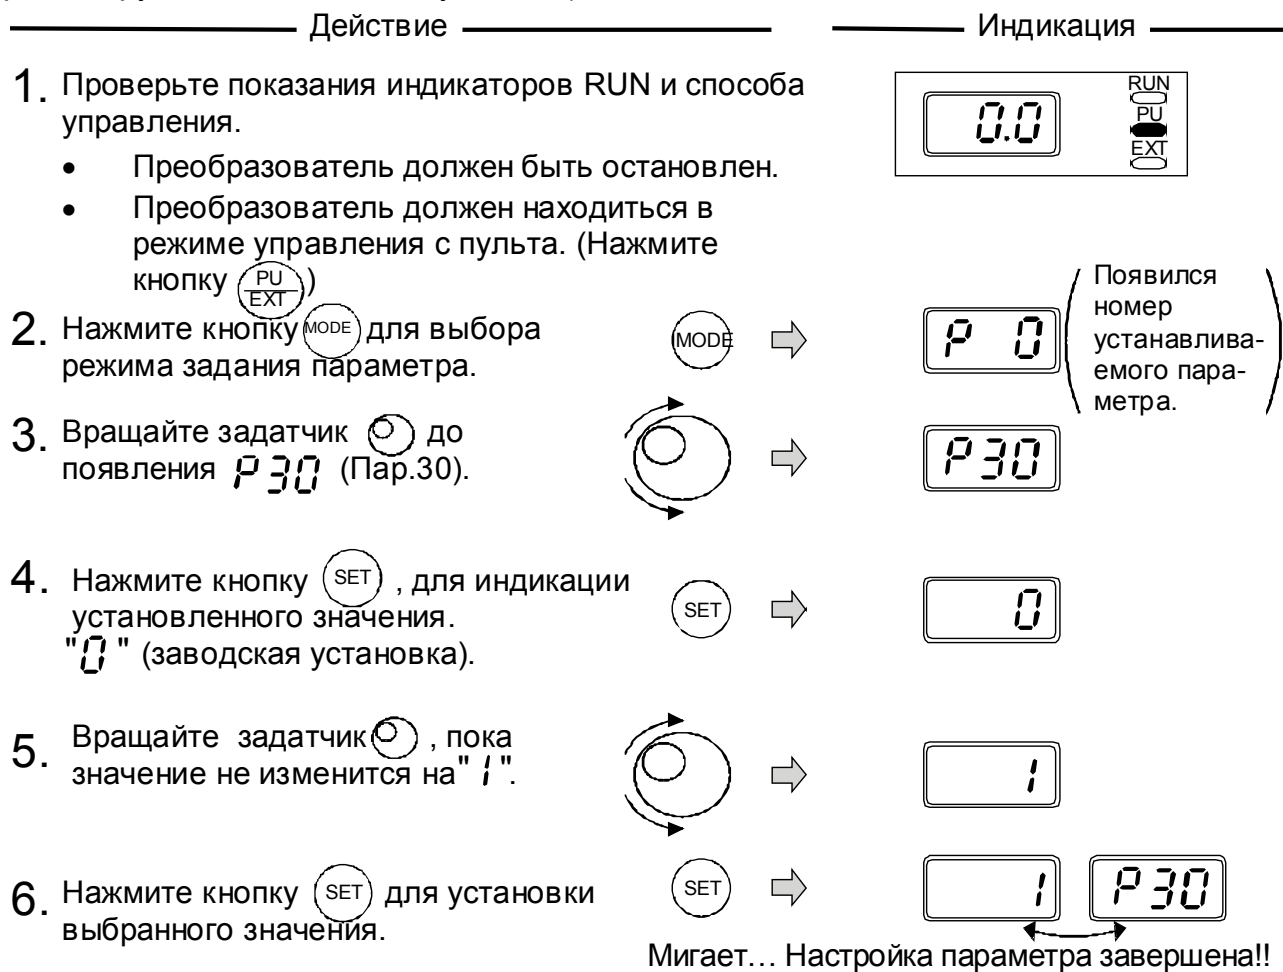 Действие
Индикация
1. Проверьте показания индикаторов RUN и способа
управления.
0.0
RUN
PU
EXT
• Преобразователь должен быть остановлен.
• Преобразователь должен находиться в
режиме управления с пульта. (Нажмите
кнопку PU/EXT)
2. Нажмите кнопку MODE для выбора
режима задания параметра.
MODE
P 0
Появился
номер
устанавлива-
емого пара-
метра.
3. Вращайте задатчик до
появления P30 (Пар.30).
P30
4. Нажмите кнопку SET , для индикации
установленного значения.
"0 " (заводская установка).
SET
0
5. Вращайте задатчик , пока
значение не изменится на" 1 ".
1
6. Нажмите кнопку SET для установки
выбранного значения.
SET
1
P30
Мигает... Настройка параметра завершена!!